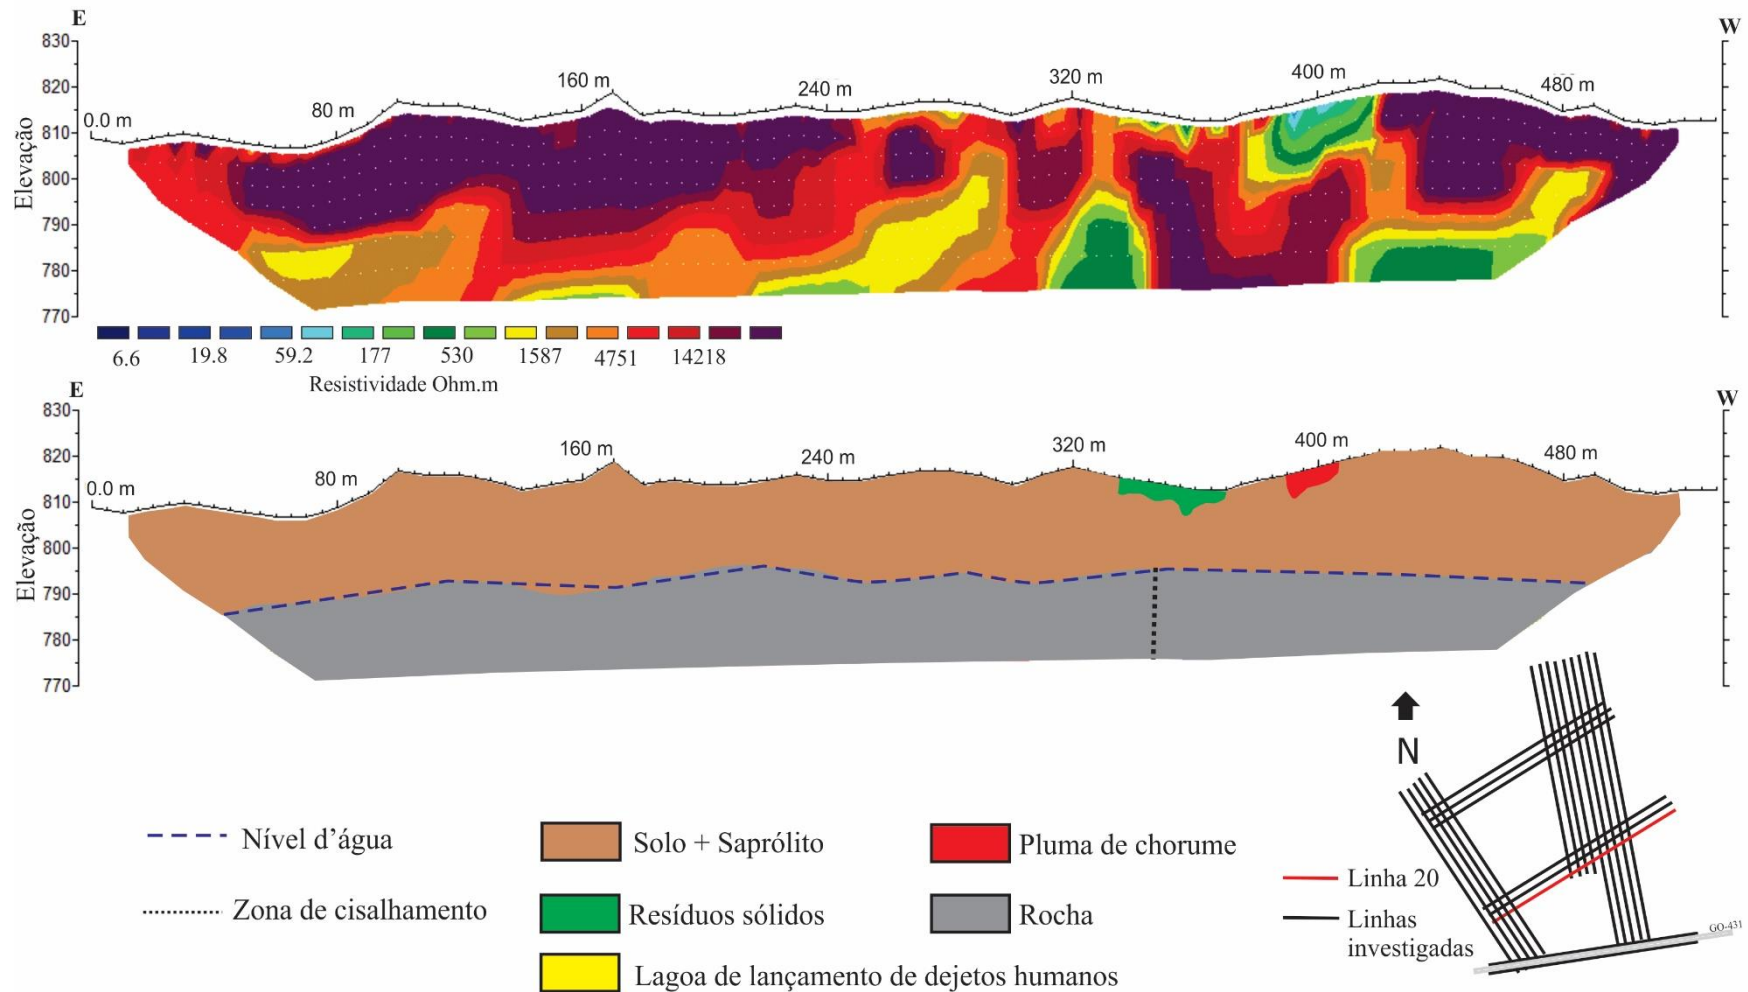 E
W
830
820
810
800
790
780
770
Elevação
0.0 m
80 m
160 m
240 m
320 m
400 m
480 m
6.6
19.8
59.2
177
530
1587
4751
14218
Resistividade Ohm.m
E
W
830
820
810
800
790
780
770
Elevação
0.0 m
80 m
160 m
240 m
320 m
400 m
480 m
N
Nível d’água
Solo + Saprólito
Pluma de chorume
Zona de cisalhamento
Resíduos sólidos
Rocha
Lagoa de lançamento de dejetos humanos
Linha 20
Linhas
investigadas
GO-431